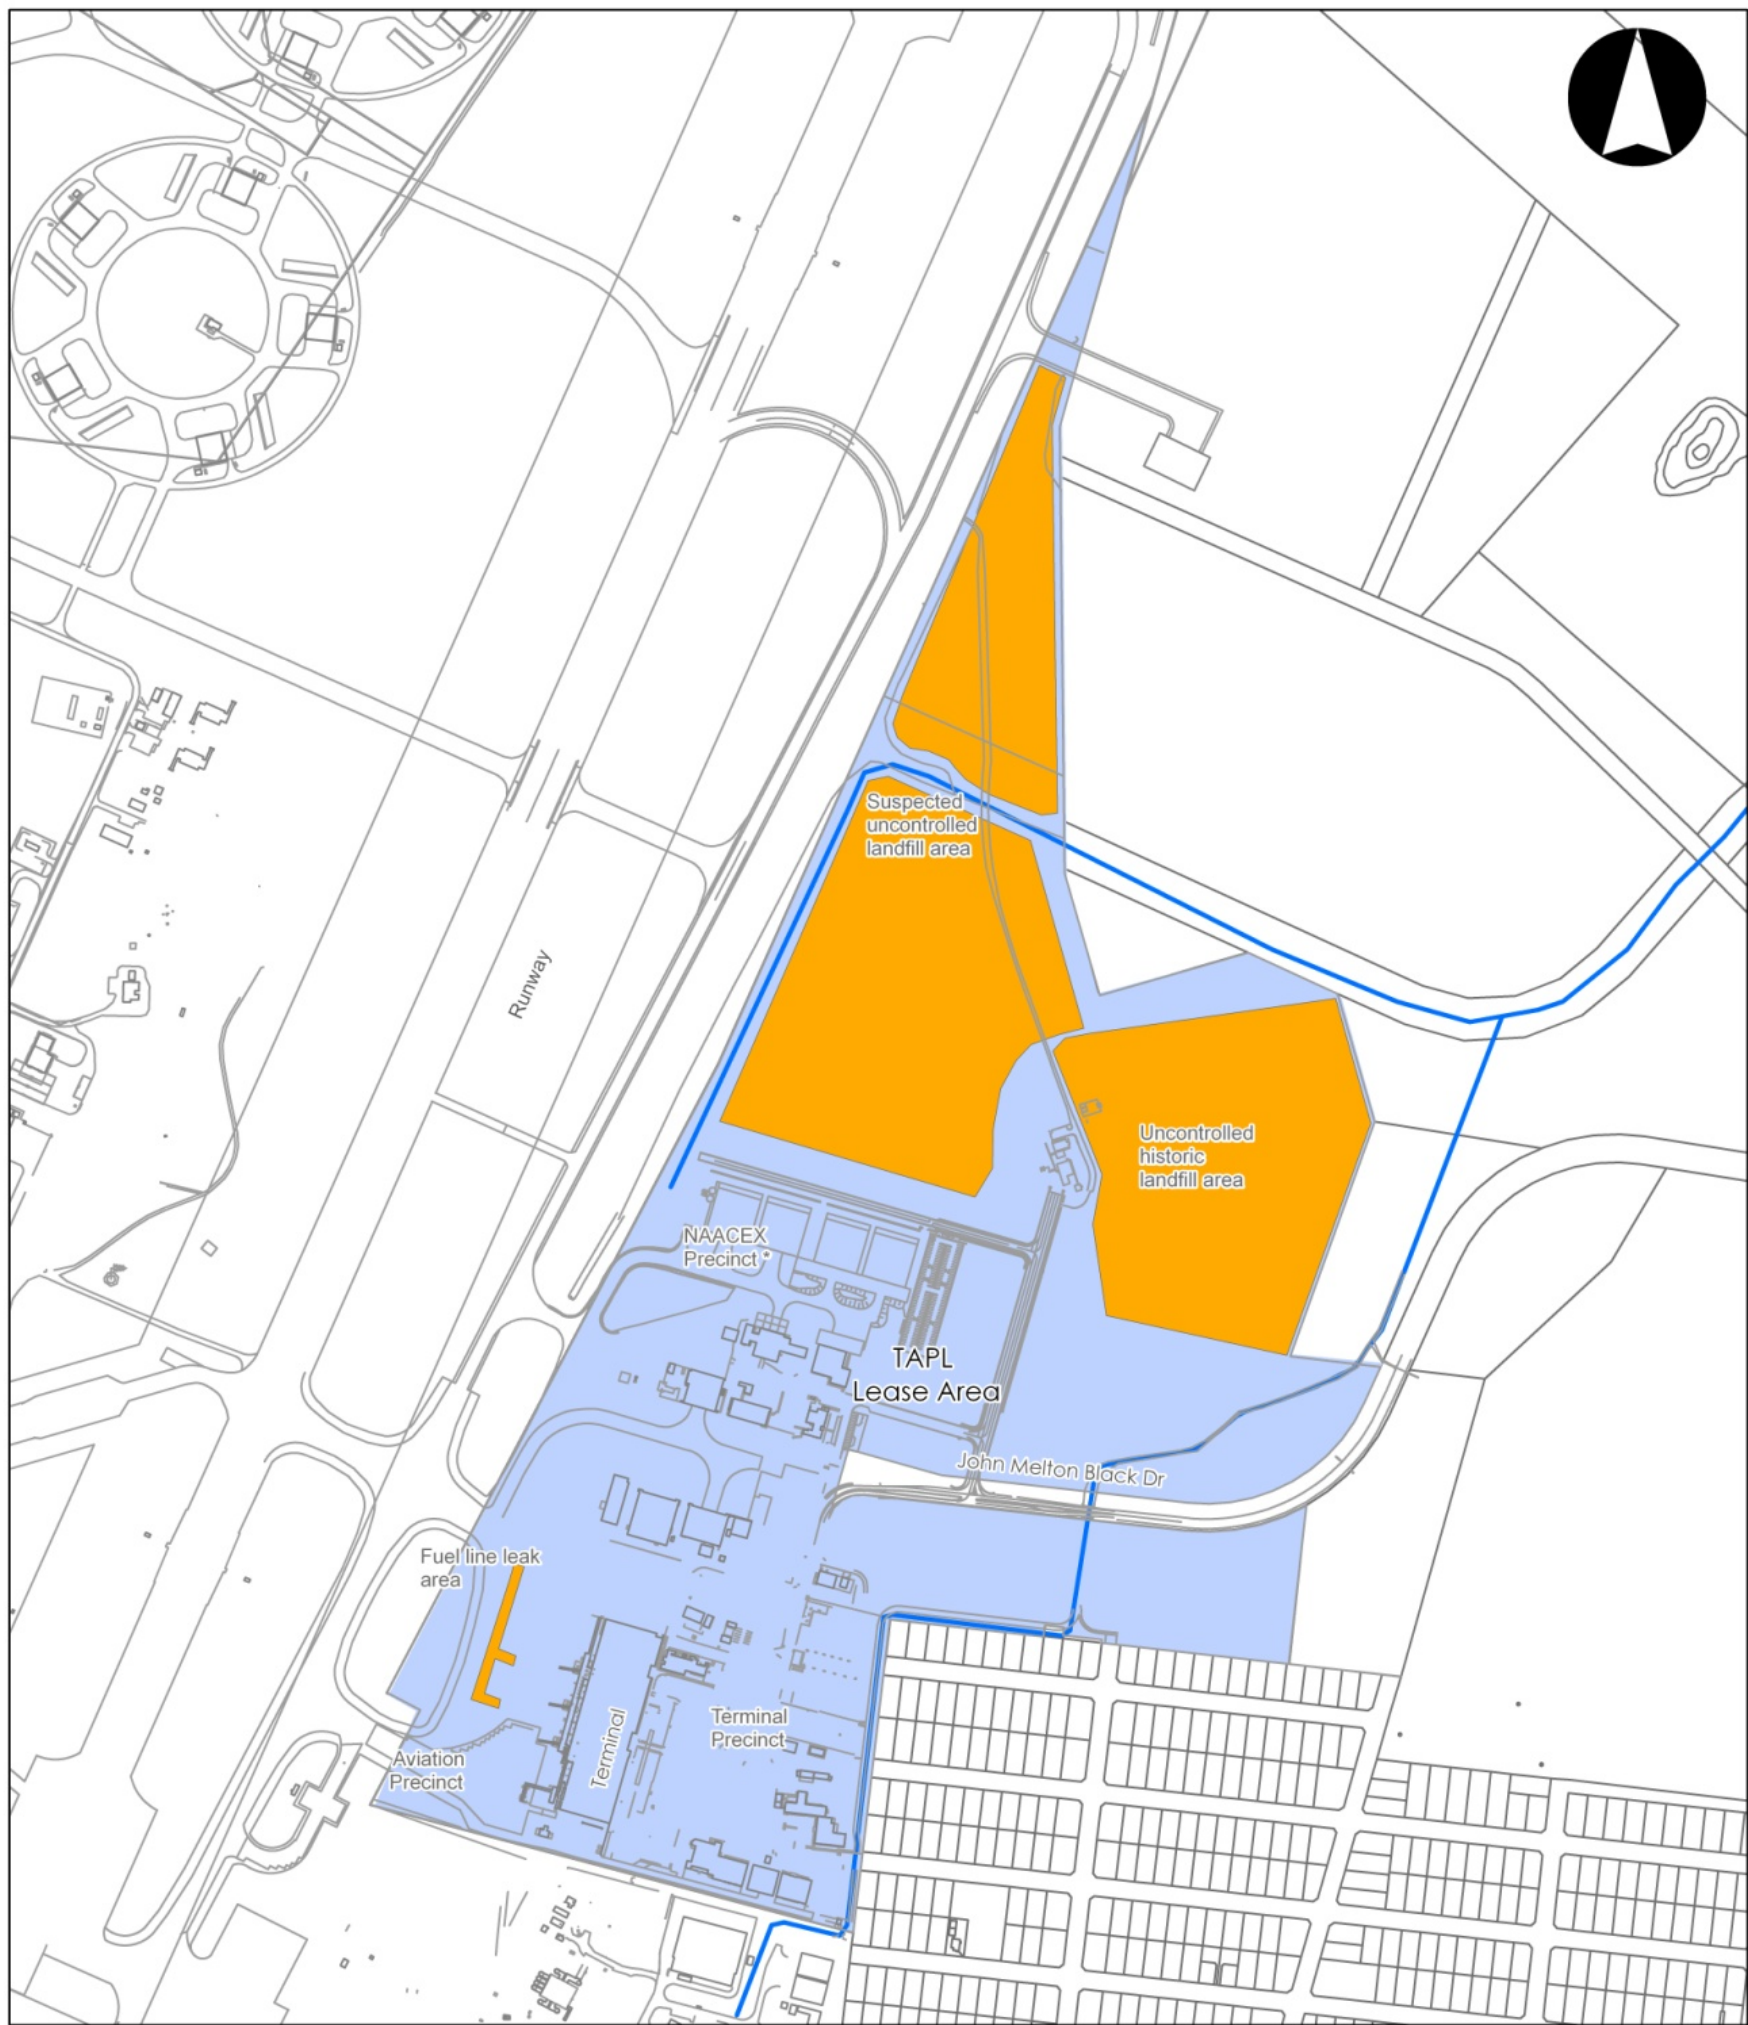 Suspected
uncontrolled
landfill area
Runway
Uncontrolled
historic
landfill area
NAACEX
Precinct *
TAPL
Lease Area
John Melton Black Dr
Fuel line leak
area
Terminal
Terminal
Precinct
Aviation
Precinct